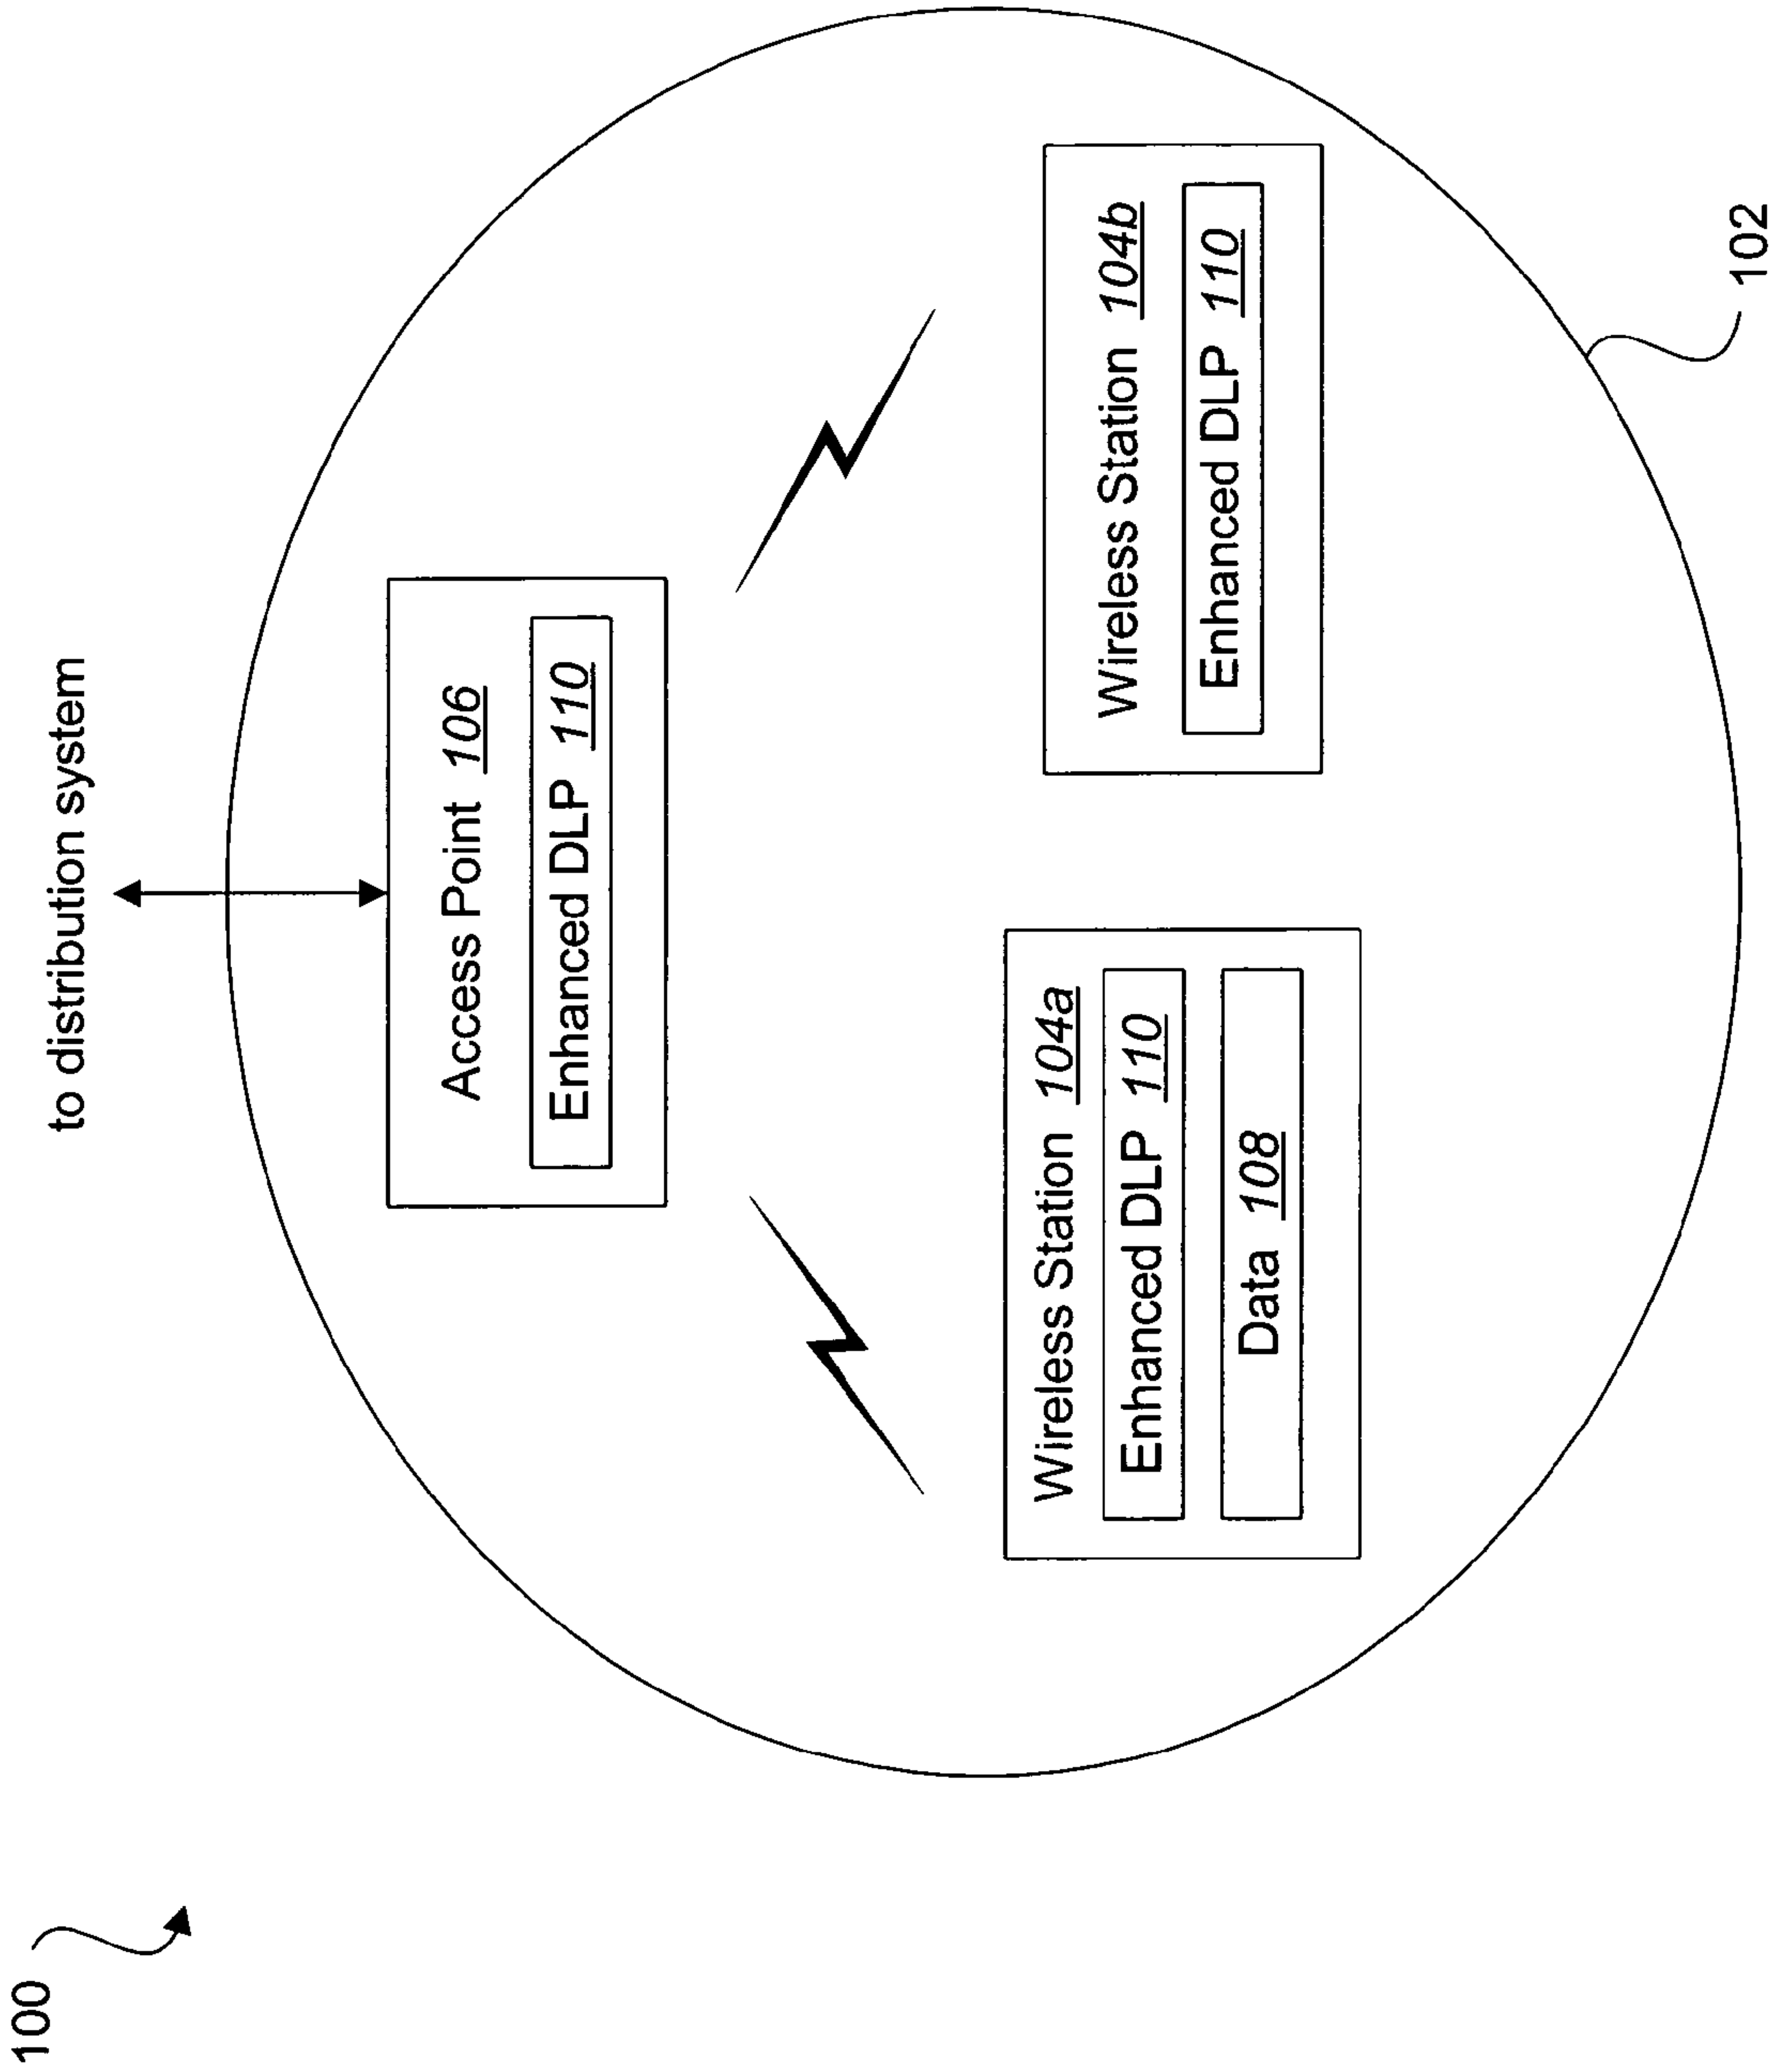 100
to distribution system
Access Point 106
Enhanced DLP 110
Wireless Station 104a
Enhanced DLP 110
Data 108
Wireless Station 104b
Enhanced DLP 110
102